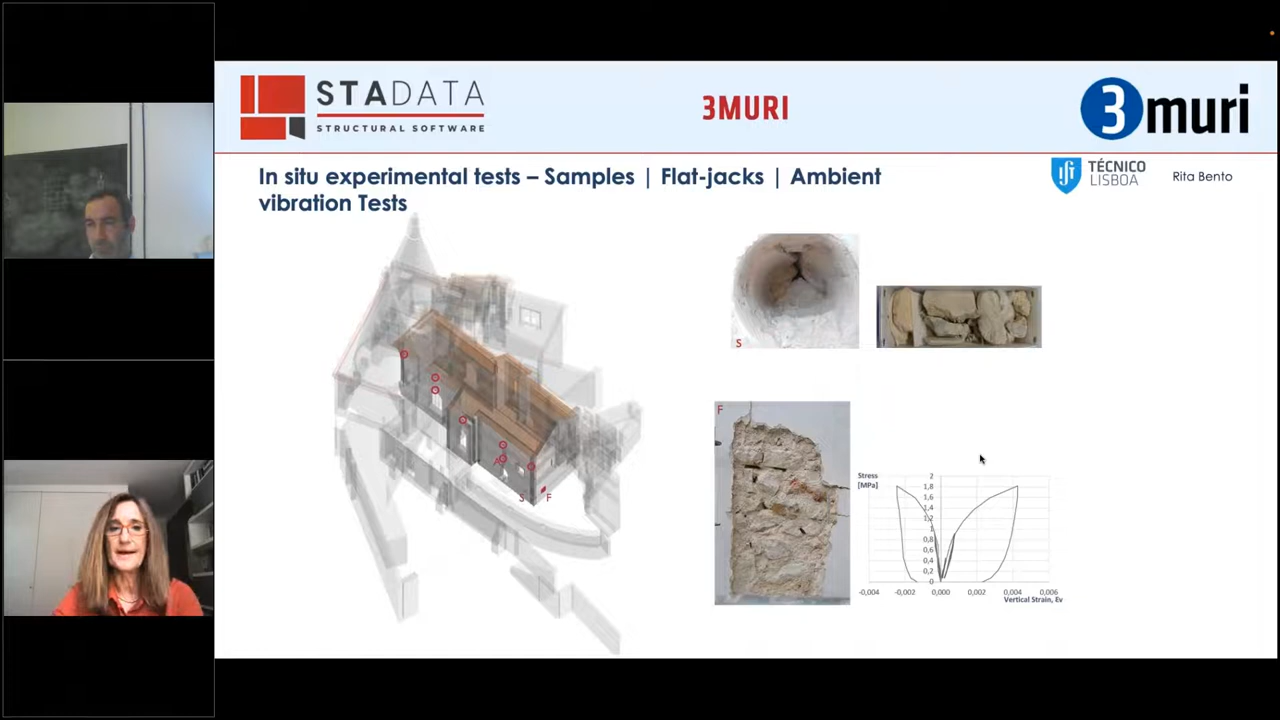 STADATA
STRUCTURAL SOFTWARE
3MURI
3muri
In situ experimental tests – Samples | Flat-jacks | Ambient
vibration Tests
TÉCNICO
LISBOA
Rita Bento
S
F
A
S
F
Stress
[MPa]
2
1,8
1,6
1,4
1,2
1
0,8
0,6
0,4
0,2
0
-0,004
-0,002
0,000
0,002
0,004
0,006
Vertical Strain, Ev